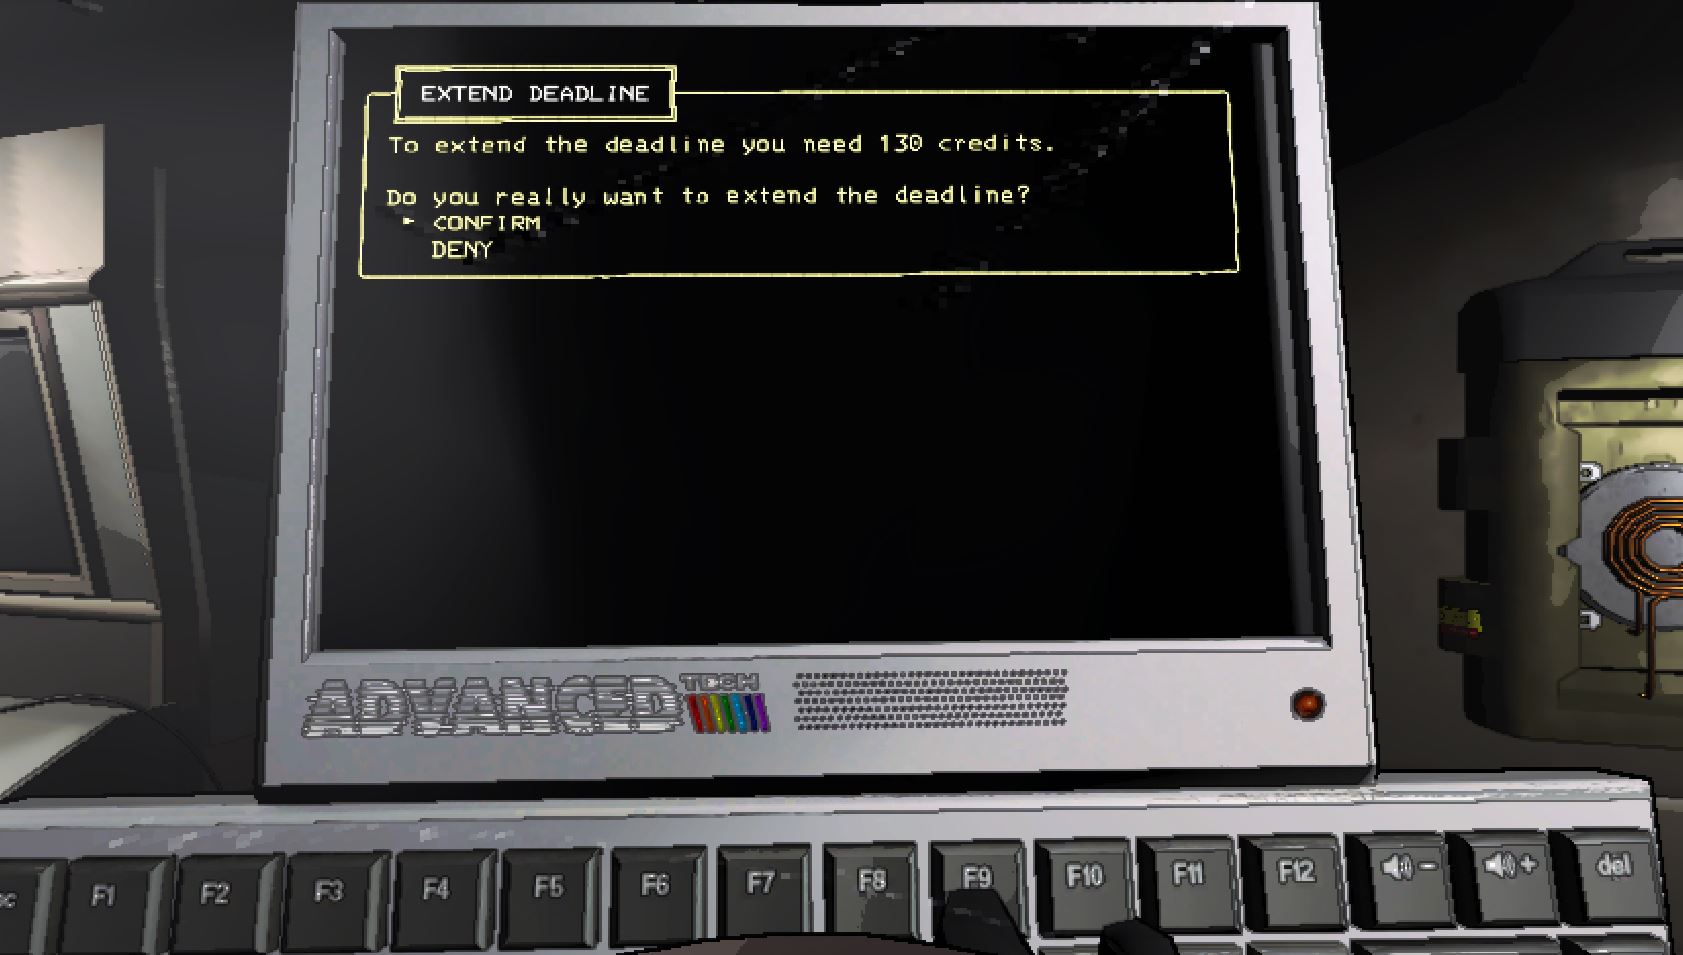 EXTEND DEADLINE
To extend the deadline you need 130 credits.
Do you really want to extend the deadline?
► CONFIRM
DENY
ADVANCED TECH
F1 F2 F3 F4 F5 F6 F7 F8 F9 F10 F11 F12 - + del